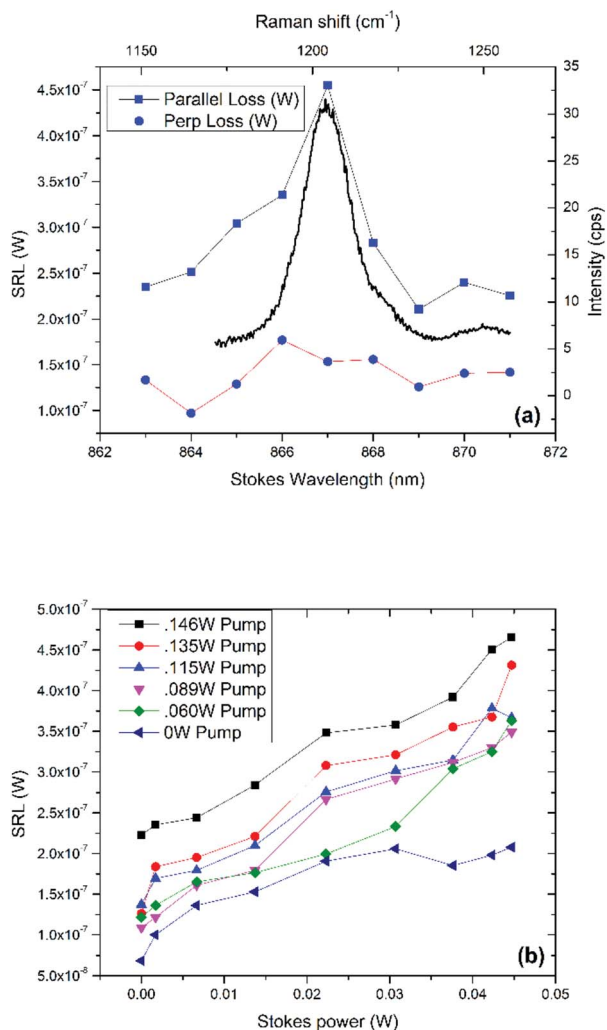 Raman shift (cm⁻¹)
1150 1200 1250
Parallel Loss (W)
Perp Loss (W)
4.5x10⁻⁷
4.0x10⁻⁷
3.5x10⁻⁷
3.0x10⁻⁷
2.5x10⁻⁷
2.0x10⁻⁷
1.5x10⁻⁷
1.0x10⁻⁷
SRL (W)
35
30
25
20
15
10
5
0
Intensity (cps)
(a)
862 864 866 868 870 872
Stokes Wavelength (nm)
.146W Pump
.135W Pump
.115W Pump
.089W Pump
.060W Pump
0W Pump
5.0x10⁻⁷
4.5x10⁻⁷
4.0x10⁻⁷
3.5x10⁻⁷
3.0x10⁻⁷
2.5x10⁻⁷
2.0x10⁻⁷
1.5x10⁻⁷
1.0x10⁻⁷
5.0x10⁻⁸
SRL (W)
(b)
0.00 0.01 0.02 0.03 0.04 0.05
Stokes power (W)